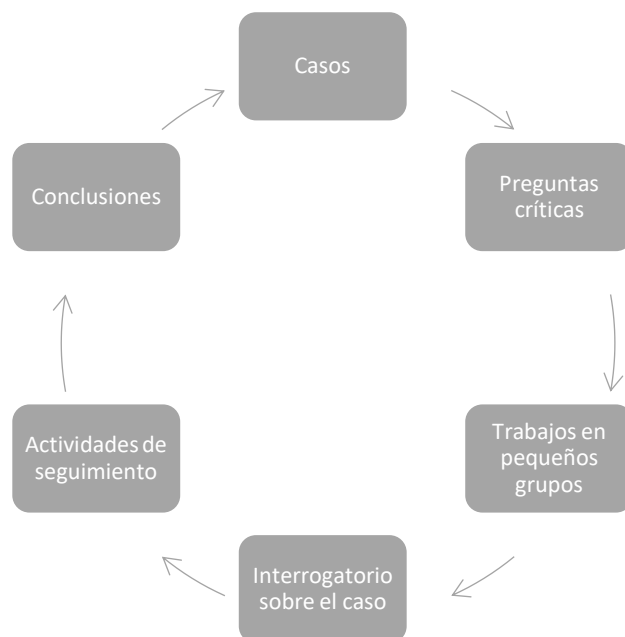 Casos
Preguntas
críticas
Trabajos en
pequeños
grupos
Interrogatorio
sobre el caso
Actividades de
seguimiento
Conclusiones